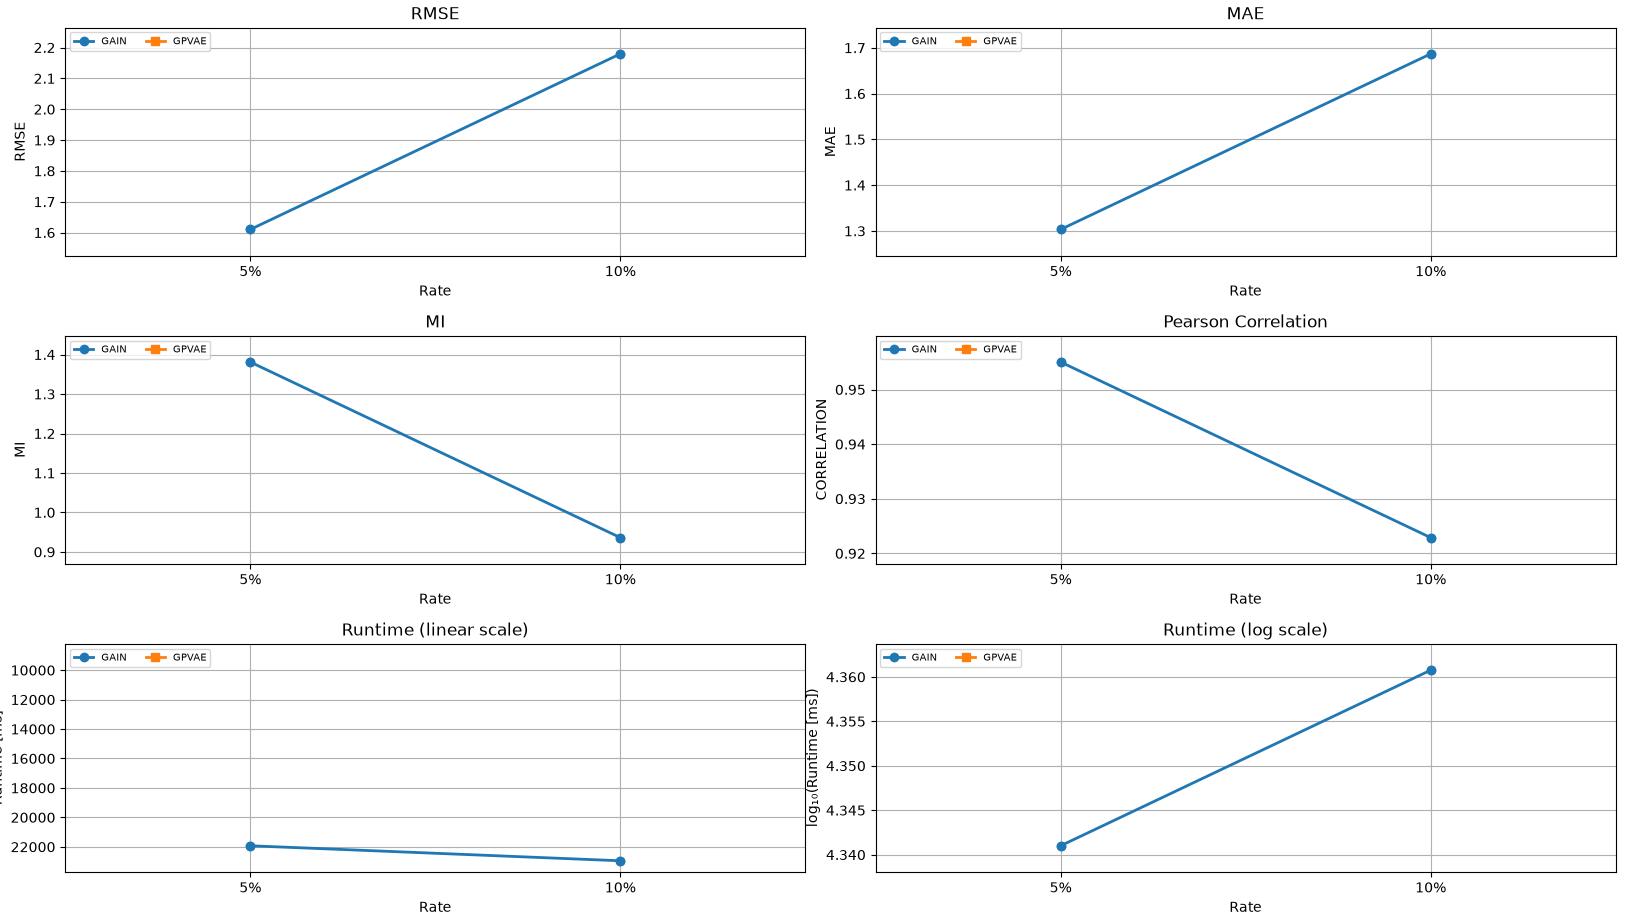 RMSE
GAIN GPVAE
2.2
2.1
2.0
1.9
1.8
1.7
1.6
RMSE
5% 10%
Rate
MAE
GAIN GPVAE
1.7
1.6
1.5
1.4
1.3
MAE
5% 10%
Rate
MI
GAIN GPVAE
1.4
1.3
1.2
1.1
1.0
0.9
MI
5% 10%
Rate
Pearson Correlation
GAIN GPVAE
0.95
0.94
0.93
0.92
CORRELATION
5% 10%
Rate
Runtime (linear scale)
GAIN GPVAE
10000
12000
14000
16000
18000
20000
22000
5% 10%
Rate
Runtime (log scale)
GAIN GPVAE
4.360
4.355
4.350
4.345
4.340
log₁₀(Runtime [ms])
5% 10%
Rate